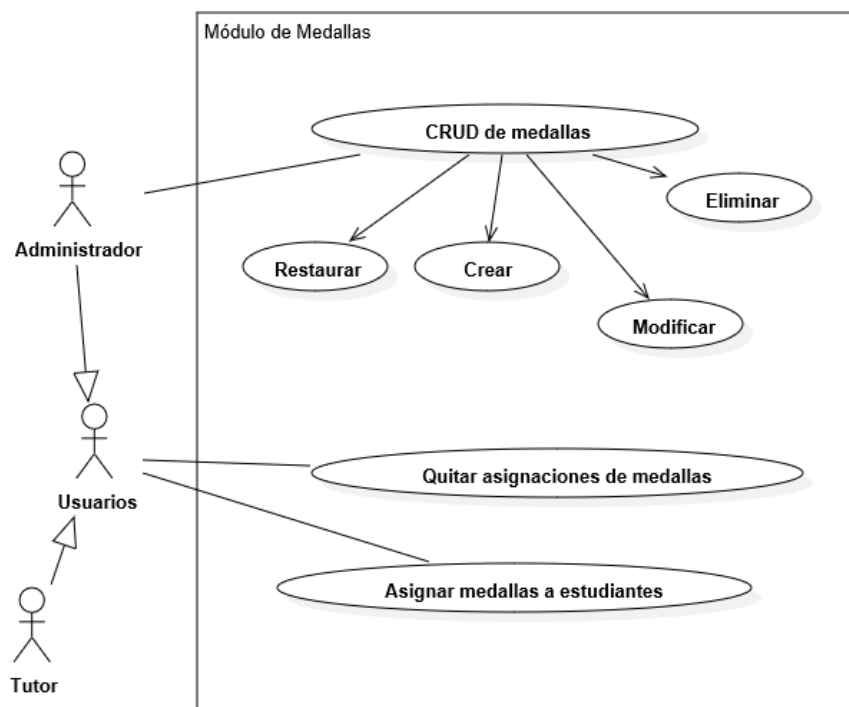 Módulo de Medallas
CRUD de medallas
Eliminar
Administrador
Restaurar
Crear
Modificar
Usuarios
Quitar asignaciones de medallas
Asignar medallas a estudiantes
Tutor